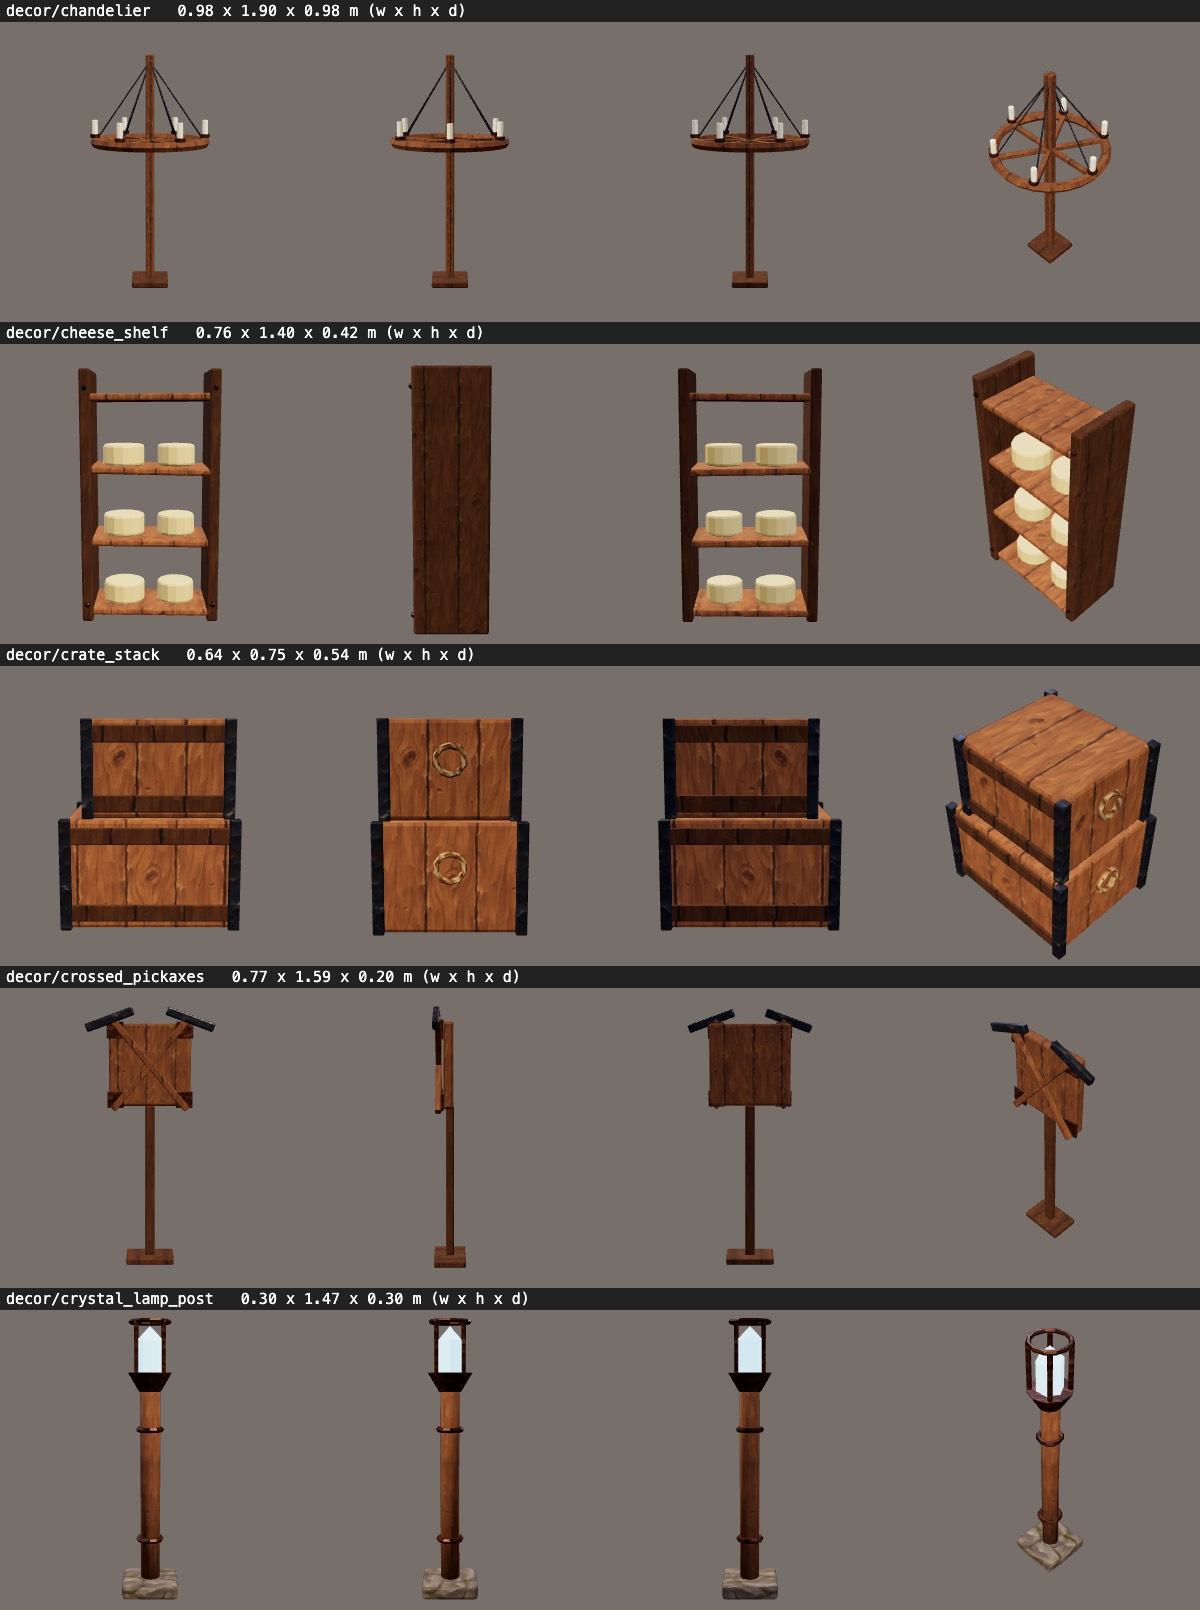 decor/chandelier 0.98 x 1.90 x 0.98 m (w x h x d)
decor/cheese_shelf 0.76 x 1.40 x 0.42 m (w x h x d)
decor/crate_stack 0.64 x 0.75 x 0.54 m (w x h x d)
decor/crossed_pickaxes 0.77 x 1.59 x 0.20 m (w x h x d)
decor/crystal_lamp_post 0.30 x 1.47 x 0.30 m (w x h x d)